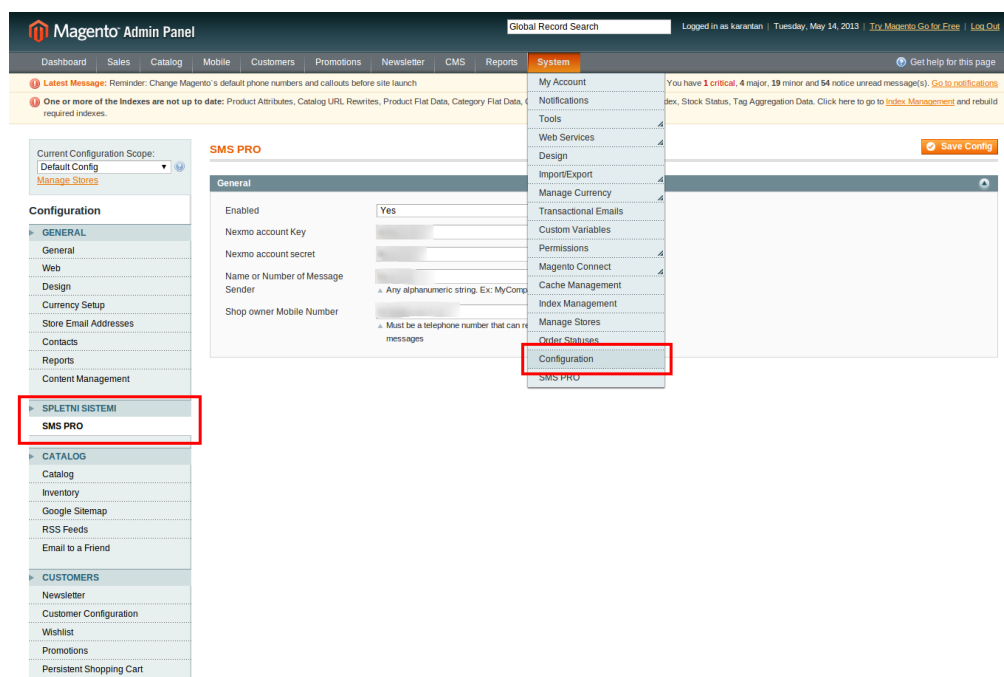 Magento Admin Panel
Global Record Search
Logged in as karantan | Tuesday, May 14, 2013 | Try Magento Go for Free | Log Out
Dashboard Sales Catalog Mobile Customers Promotions Newsletter CMS Reports System
Get help for this page
Latest Message: Reminder: Change Magento`s default phone numbers and callouts before site launch
You have 1 critical, 4 major, 19 minor and 54 notice unread message(s). Go to notifications
One or more of the Indexes are not up to date: Product Attributes, Catalog URL Rewrites, Product Flat Data, Category Flat Data,
Stock Status, Tag Aggregation Data. Click here to go to Index Management and rebuild
required indexes.
Current Configuration Scope:
Default Config
Manage Stores
Configuration
GENERAL
General
Web
Design
Currency Setup
Store Email Addresses
Contacts
Reports
Content Management
SPLETNI SISTEMI
SMS PRO
CATALOG
Catalog
Inventory
Google Sitemap
RSS Feeds
Email to a Friend
CUSTOMERS
Newsletter
Customer Configuration
Wishlist
Promotions
Persistent Shopping Cart
SMS PRO
Save Config
General
Enabled
Yes
Nexmo account Key
Nexmo account secret
Name or Number of Message
Sender
Any alphanumeric string. Ex: MyComp
Shop owner Mobile Number
Must be a telephone number that can re
messages
My Account
Notifications
Tools
Web Services
Design
Import/Export
Manage Currency
Transactional Emails
Custom Variables
Permissions
Magento Connect
Cache Management
Index Management
Manage Stores
Order Statuses
Configuration
SMS PRO